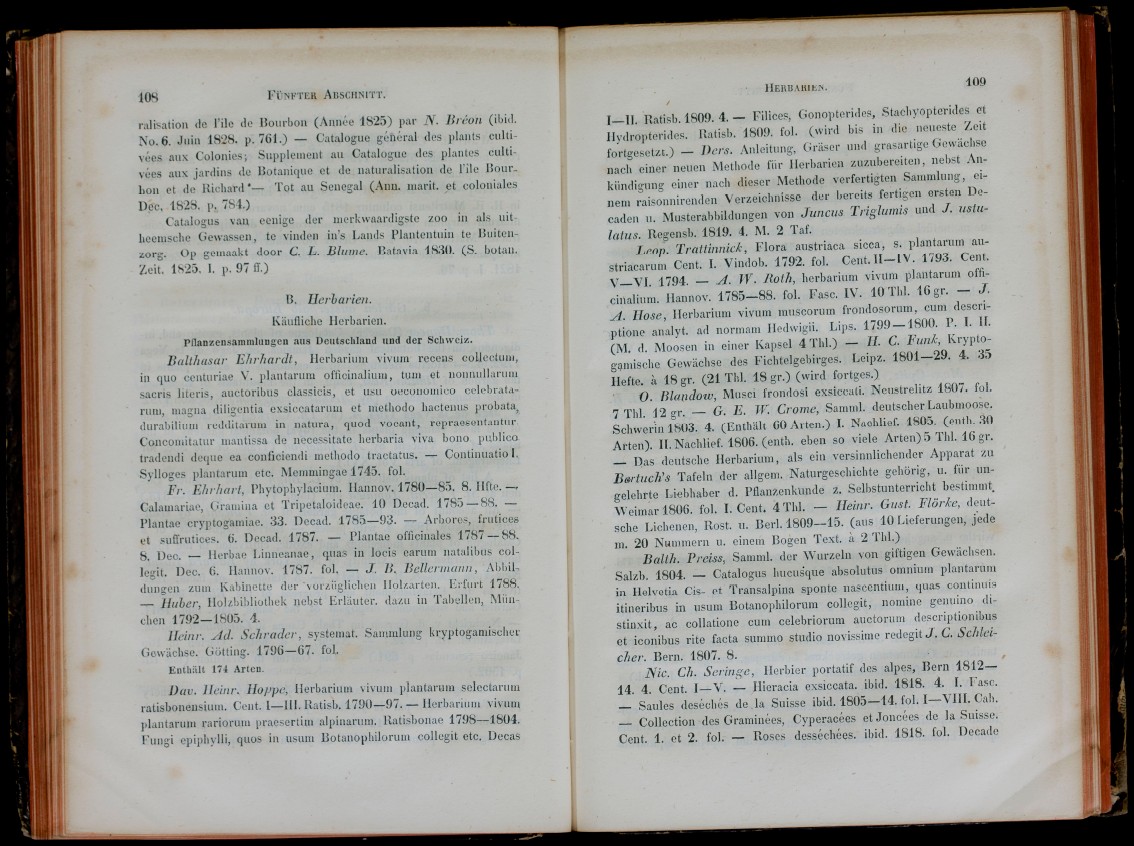 108
FÜNFTER ABSCHNITT.
ralisation de l'ile de Bourbon (Année 1825) par N. Bréon (ibid.
No. 6. Juin 1828. p. 761.) — Catalogue général des plants culti-
vées aux Colonies; Supplement au Catalogue des plantes culti-
vées aux jardins de Botanique et de naturalisation de l'ile Bour-
bon et de Richard — Tot au Senegal (Ann. marit. et coloniales
Déc. 1828. p. 784.)
Catalogus van eenige der merkwaardigste zoo in als uit-
heemsche Gewassen, te vinden in's Lands Plantentuin te Buiten-
zorg. Op gemaakt door C. L. Blume. Batavia 1830. (S. botan.
Zeit. 1825. I. p. 97 ff.)
B. Herbarien.
Käufliche Herbarien.
Pflanzensammlungen aus Deutschland und der Schweiz.
Balthasar Ehrhardt, Herbarium vivum recens collectum,
in quo centuriae V. plantarum officinalium, tum et nonnullarum
sacris literis, auctoribus classicis, et usu oeconomico celebrata-
rum, magna diligentia exsiccatarum et methodo hactenus probata,
durabilium redditarum in natura, quod vocant, repraesentantur.
Concomitatur mantissa de necessitate herbaria viva bono publico
tradendi deque ea conficiendi methodo tractatus. — Continuatio I.
Sylloges plantarum etc. Memmingae 1745. fol.
Fr. Ehrhart, Phytophylacium. Hannov. 1780—85. 8. Hfte. —
Calamariae, Gramina et Tripetaloideae. 10 Decad. 1785—88. —
Plantae cryptogamiae. 33. Decad. 1785—93. — Arbores, frutices
et suffrutices. 6. Decad. 1787. — Plantae officinales 1787—88.
8. Dec. — Herbae Linneanae, quas in locis earum natalibus col-
legit. Dec. 6. Hannov. 1787. fol. — J. B. Bellermann, Abbil-
dungen zum Kabinette der vorzüglichen Holzarten. Erfurt 1788.
— Huber, Holzbibliothek nebst Erläuter. dazu in Tabellen, Mün-
chen 1792—1805. 4.
Heinr. Ad. Schrader, systemat. Sammlung kryptogamischer
Gewächse. Götting. 1796—67. fol.
Enthält 174 Arten.
Dav. Heinr. Hoppe, Herbarium vivum plantarum selectarum
ratisbonensium. Cent. I—III. Ratisb. 1790—97. — Herbarium vivum
plantarum rariorum praesertim alpinarum. Ratisbonae 1798—1804.
Fungi epiphylli, quos in usum Botanophilorum collegit etc. Decas
HERBARIEN.
109
I—II. Ratisb. 1809. 4. — Filices, Gonopterides, Stachyopterides et
Hydropterides. Ratisb. 1809. fol. (wird bis in die neueste Zeit
fortgesetzt.) — Ders. Anleitung, Gräser und grasartige Gewächse
nach einer neuen Methode für Herbarien zuzubereiten, nebst An-
kündigung einer nach dieser Methode verfertigten Sammlung, ei-
nem raisonnirenden Verzeichnisse der bereits fertigen ersten De-
caden u. Musterabbildungen von Juncus Triglumis und J. ustu-
latus. Regensb. 1819. 4. M. 2 Taf.
Leop. Trattinnick, Flora austriaca sicca, s. plantarum au-
striacarum Cent. I. Vindob. 1792. fol. Cent. II—IV. 1793. Cent.
V—VI. 1794. — A. W. Roth, herbarium vivum plantarum offi-
cinalium. Hannov. 1785—88. fol. Fasc. IV. 10 Thl. 16 gr. — J.
A. Hose, Herbarium vivum muscorum frondosorum, cum descri-
ptione analyt. ad normam Hedwigii. Lips. 1799—1800. P. I. II.
(M. d. Moosen in einer Kapsel 4 Thl.) — H. C. Funk, Krypto-
gamische Gewächse des Fichtelgebirges. Leipz. 1801—29. 4. 35
Hefte. à 18 gr. (21 Thl. 18 gr.) (wird fortges.)
O. Blandow, Musci frondosi exsiccati. Neustrelitz 1807. fol.
7 Thl. 12 gr. — G. E. W. Crome, Samml. deutscher Laubmoose.
Schwerin 1803. 4. (Enthält 60 Arten.) I. Nachlief. 1805. (enth. 30
Arten). II. Nachlief. 1806. (enth. eben so viele Arten) 5 Thl. 16 gr.
— Das deutsche Herbarium, als ein versinnlichender Apparat zu
Bertuch's Tafeln der allgem. Naturgeschichte gehörig, u. für un-
gelehrte Liebhaber d. Pflanzenkunde z. Selbstunterricht bestimmt.
Weimar 1806. fol. I. Cent. 4 Thl. — Heinr. Gust. Flörke, deut-
sche Lichenen, Rost. u. Berl. 1809—15. (aus 10 Lieferungen, jede
m. 20 Nummern u. einem Bogen Text. à 2 Thl.)
Balth. Preiss, Samml. der Wurzeln von giftigen Gewächsen.
Salzb. 1804. — Catalogus hucusque absolutus omnium plantarum
in Helvetia Cis- et Transalpina sponte nascentium, quas continuis
itineribus in usum Botanophilorum collegit, nomine genuino di-
stinxit, ac collatione cum celebriorum auctorum descriptionibus
et iconibus rite facta summo studio novissime redegit J. C. Schlei-
cher. Bern. 1807. 8.
Nic. Ch. Seringe, Herbier portatif des alpes, Bern 1812—
14. 4. Cent. I—V. — Hieracia exsiccata. ibid. 1818. 4. I. Fasc.
— Saules deséchés de la Suisse ibid. 1805—14. fol. I—VIII. Cah.
— Collection des Graminées, Cyperacées et Joncées de la Suisse.
Cent. 1. et 2. fol. — Roses desséchées. ibid. 1818. fol. Decade